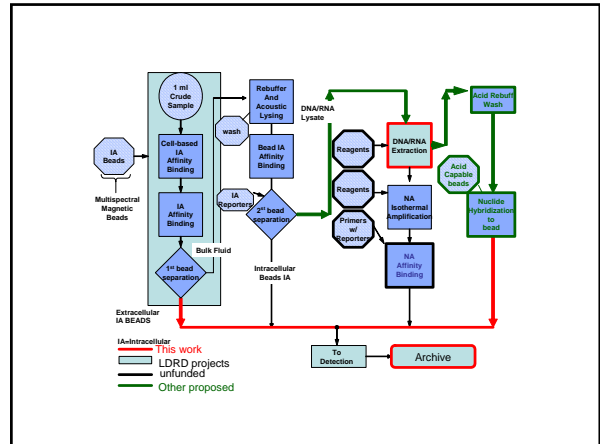 1 ml
Crude
Sample
Cell-based
IA
Affinity
Binding
IA
Beads
Multispectral
Magnetic
Beads
IA
Affinity
Binding
1st bead
separation
Bulk Fluid
Extracellular
IA BEADS
Rebuffer
And
Acoustic
Lysing
wash
Bead IA
Affinity
Binding
IA
Reporters
2st bead
separation
Intracellular
Beads IA
DNA/RNA
Lysate
Reagents
DNA/RNA
Extraction
Reagents
NA
Isothermal
Amplification
Primers
w/
Reporters
NA
Affinity
Binding
Acid Rebuff
Wash
Acid
Capable
beads
Nuclide
Hybridization
to
bead
To
Detection
Archive
IA=Intracellular
This work
LDRD projects
unfunded
Other proposed